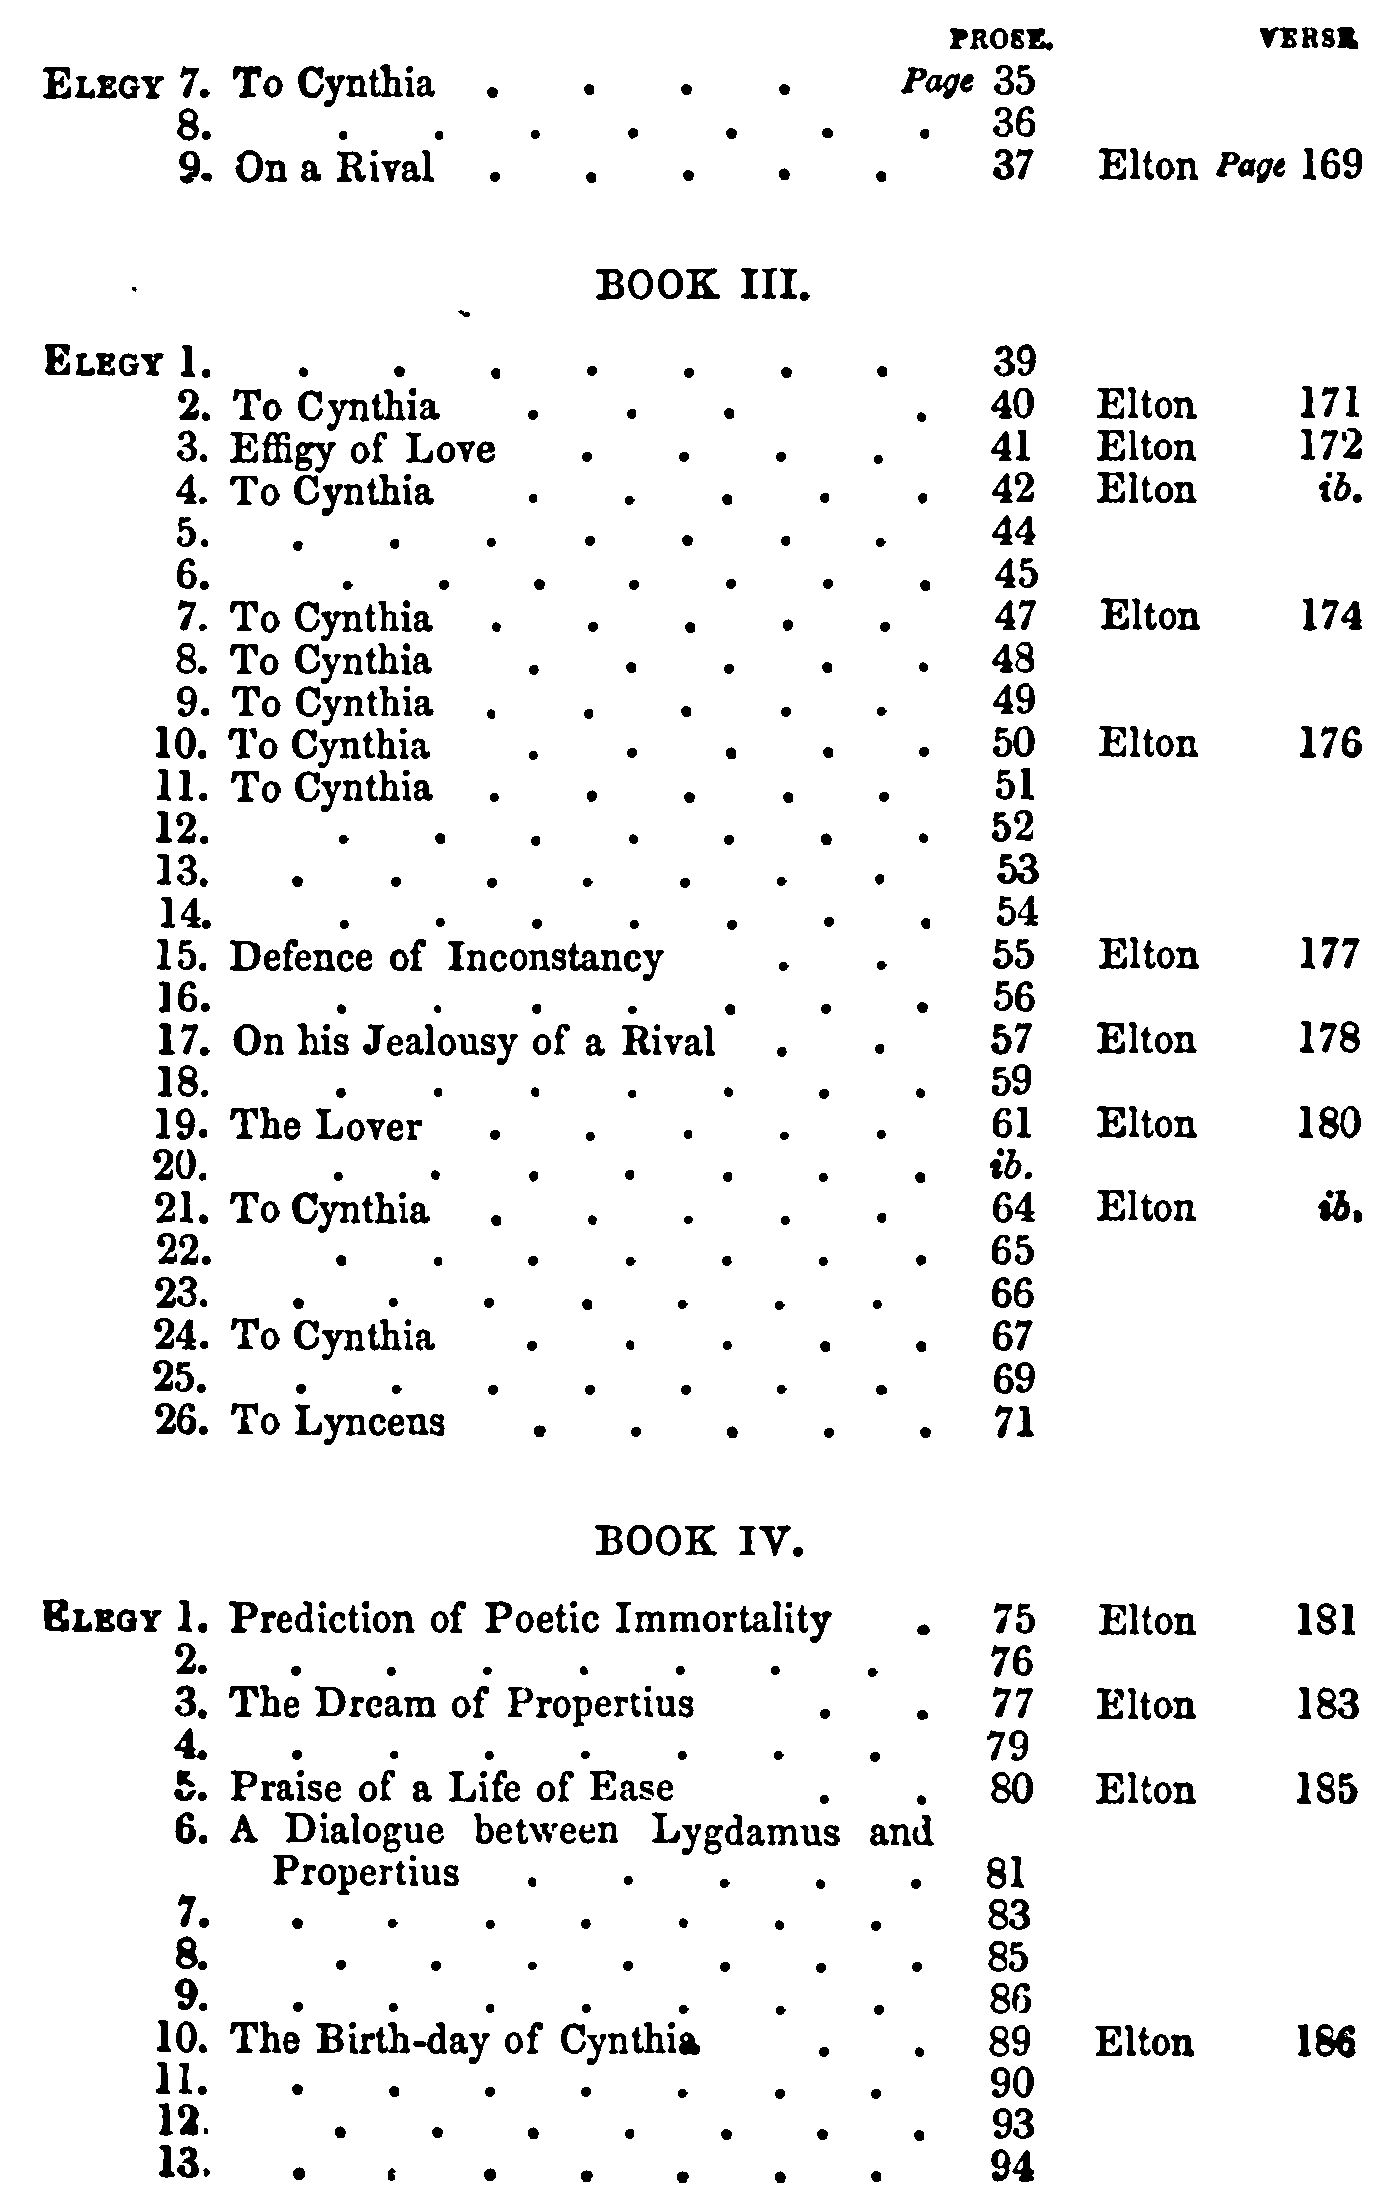 PROSE. VERSE
ELEGY 7. To Cynthia . . . . Page 35
8. . . . . . . . 36
9. On a Rival . . . . . 37 Elton Page 169
BOOK III.
ELEGY 1. . . . . . . . 39
2. To Cynthia . . . . 40 Elton 171
3. Effigy of Love . . . . 41 Elton 172
4. To Cynthia . . . . . 42 Elton ib.
5. . . . . . . . 44
6. . . . . . . . 45
7. To Cynthia . . . . . 47 Elton 174
8. To Cynthia . . . . . 48
9. To Cynthia . . . . . 49
10. To Cynthia . . . . . 50 Elton 176
11. To Cynthia . . . . . 51
12. . . . . . . . 52
13. . . . . . . . 53
14. . . . . . . . 54
15. Defence of Inconstancy . . 55 Elton 177
16. . . . . . . . 56
17. On his Jealousy of a Rival . . 57 Elton 178
18. . . . . . . . 59
19. The Lover . . . . . 61 Elton 180
20. . . . . . . . ib.
21. To Cynthia . . . . . 64 Elton ib.
22. . . . . . . . 65
23. . . . . . . . 66
24. To Cynthia . . . . . 67
25. . . . . . . . 69
26. To Lynceus . . . . . 71
BOOK IV.
ELEGY 1. Prediction of Poetic Immortality . 75 Elton 181
2. . . . . . . . 76
3. The Dream of Propertius . . 77 Elton 183
4. . . . . . . . 79
5. Praise of a Life of Ease . . 80 Elton 185
6. A Dialogue between Lygdamus and
Propertius . . . . . 81
7. . . . . . . . 83
8. . . . . . . . 85
9. . . . . . . . 86
10. The Birth-day of Cynthia . . 89 Elton 186
11. . . . . . . . 90
12. . . . . . . . 93
13. . . . . . . . 94